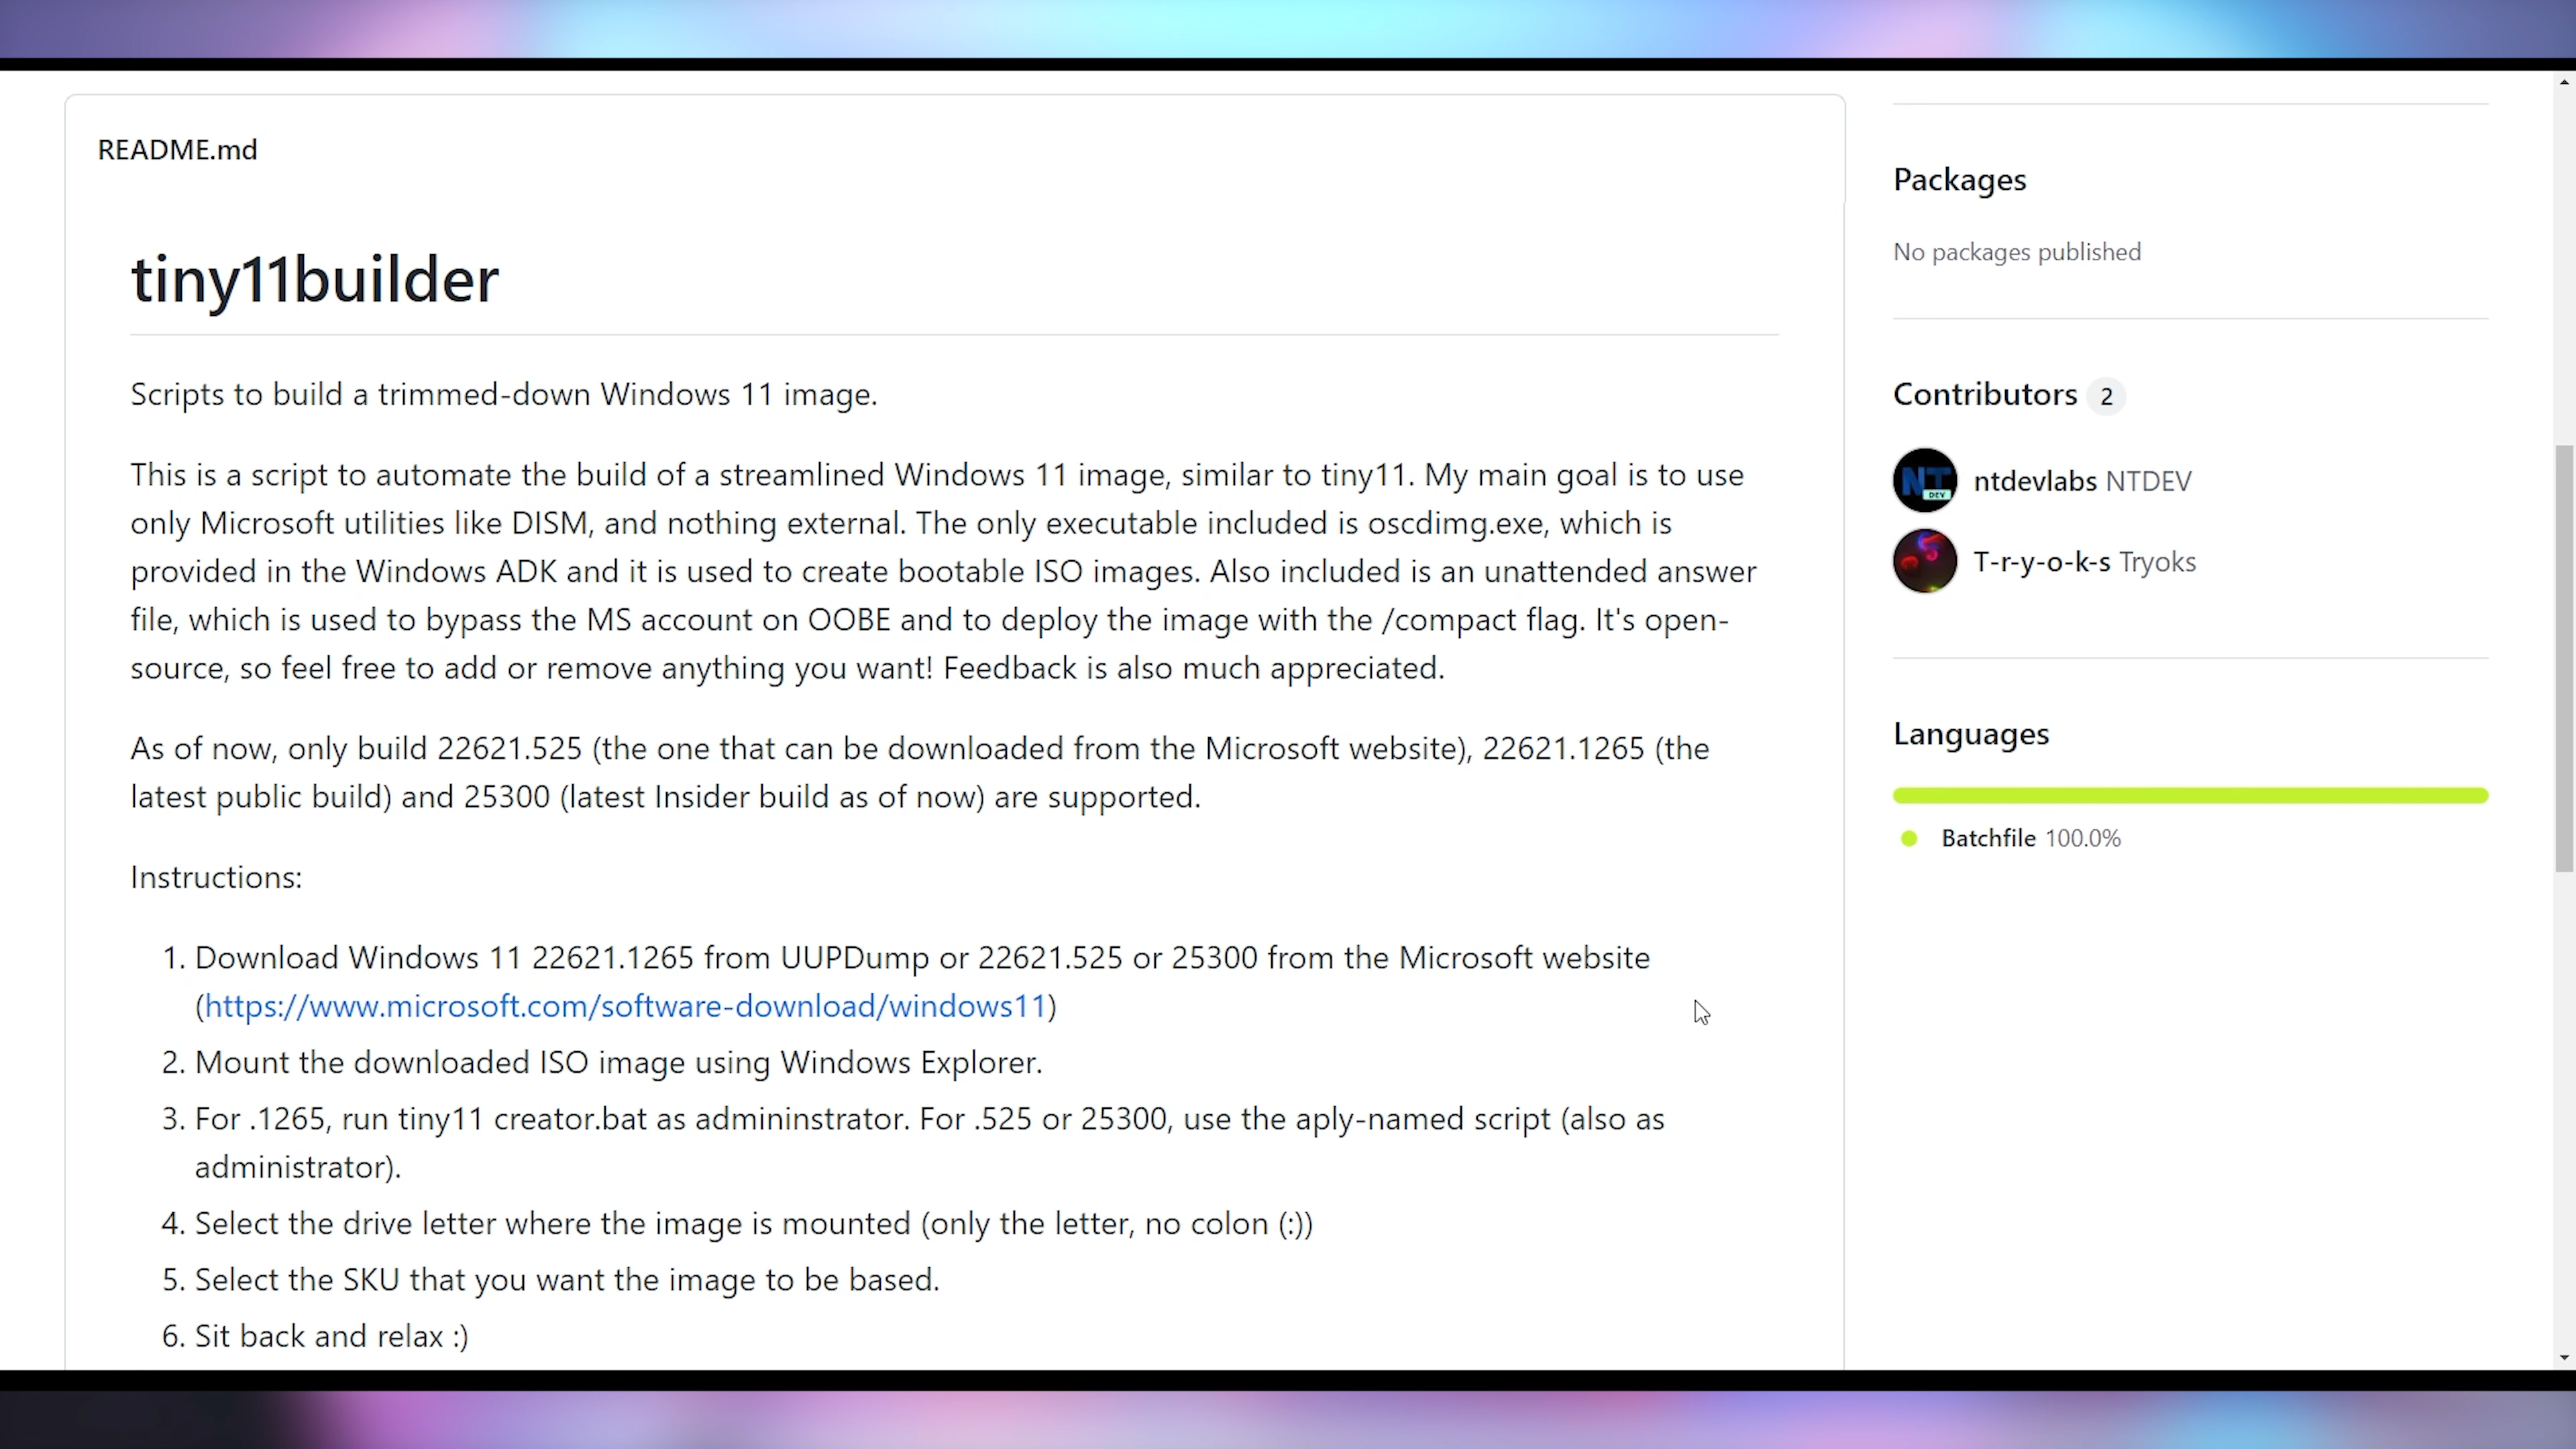 README.md
tiny11builder
Scripts to build a trimmed-down Windows 11 image.
This is a script to automate the build of a streamlined Windows 11 image, similar to tiny11. My main goal is to use
only Microsoft utilities like DISM, and nothing external. The only executable included is oscdimg.exe, which is
provided in the Windows ADK and it is used to create bootable ISO images. Also included is an unattended answer
file, which is used to bypass the MS account on OOBE and to deploy the image with the /compact flag. It's open-
source, so feel free to add or remove anything you want! Feedback is also much appreciated.
As of now, only build 22621.525 (the one that can be downloaded from the Microsoft website), 22621.1265 (the
latest public build) and 25300 (latest Insider build as of now) are supported.
Instructions:
1. Download Windows 11 22621.1265 from UUPDump or 22621.525 or 25300 from the Microsoft website
(https://www.microsoft.com/software-download/windows11)
2. Mount the downloaded ISO image using Windows Explorer.
3. For .1265, run tiny11 creator.bat as admininstrator. For .525 or 25300, use the aply-named script (also as
administrator).
4. Select the drive letter where the image is mounted (only the letter, no colon (:))
5. Select the SKU that you want the image to be based.
6. Sit back and relax :)
Packages
No packages published
Contributors 2
NT
DEV
ntdevlabs NTDEV
T-r-y-o-k-s Tryoks
Languages
Batchfile 100.0%